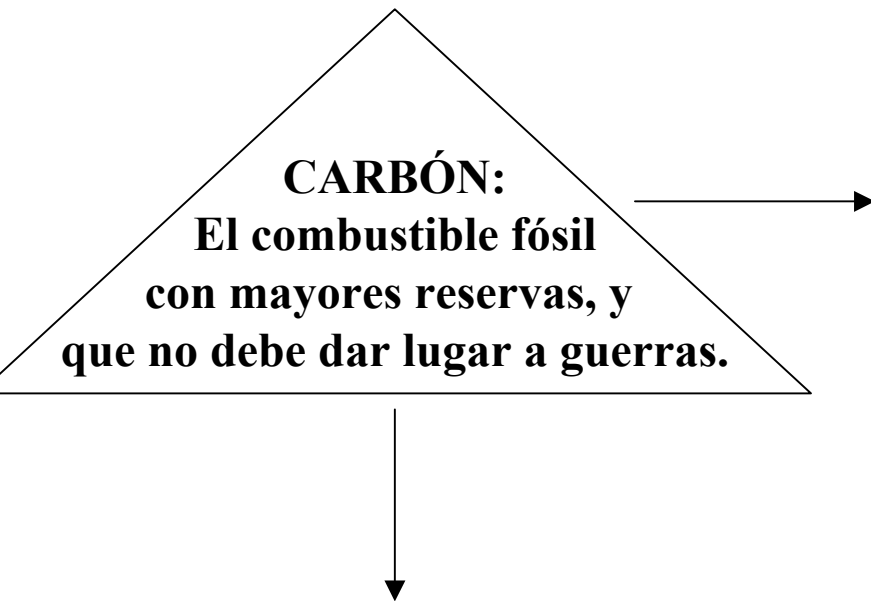 CARBÓN:
El combustible fósil
con mayores reservas, y
que no debe dar lugar a guerras.